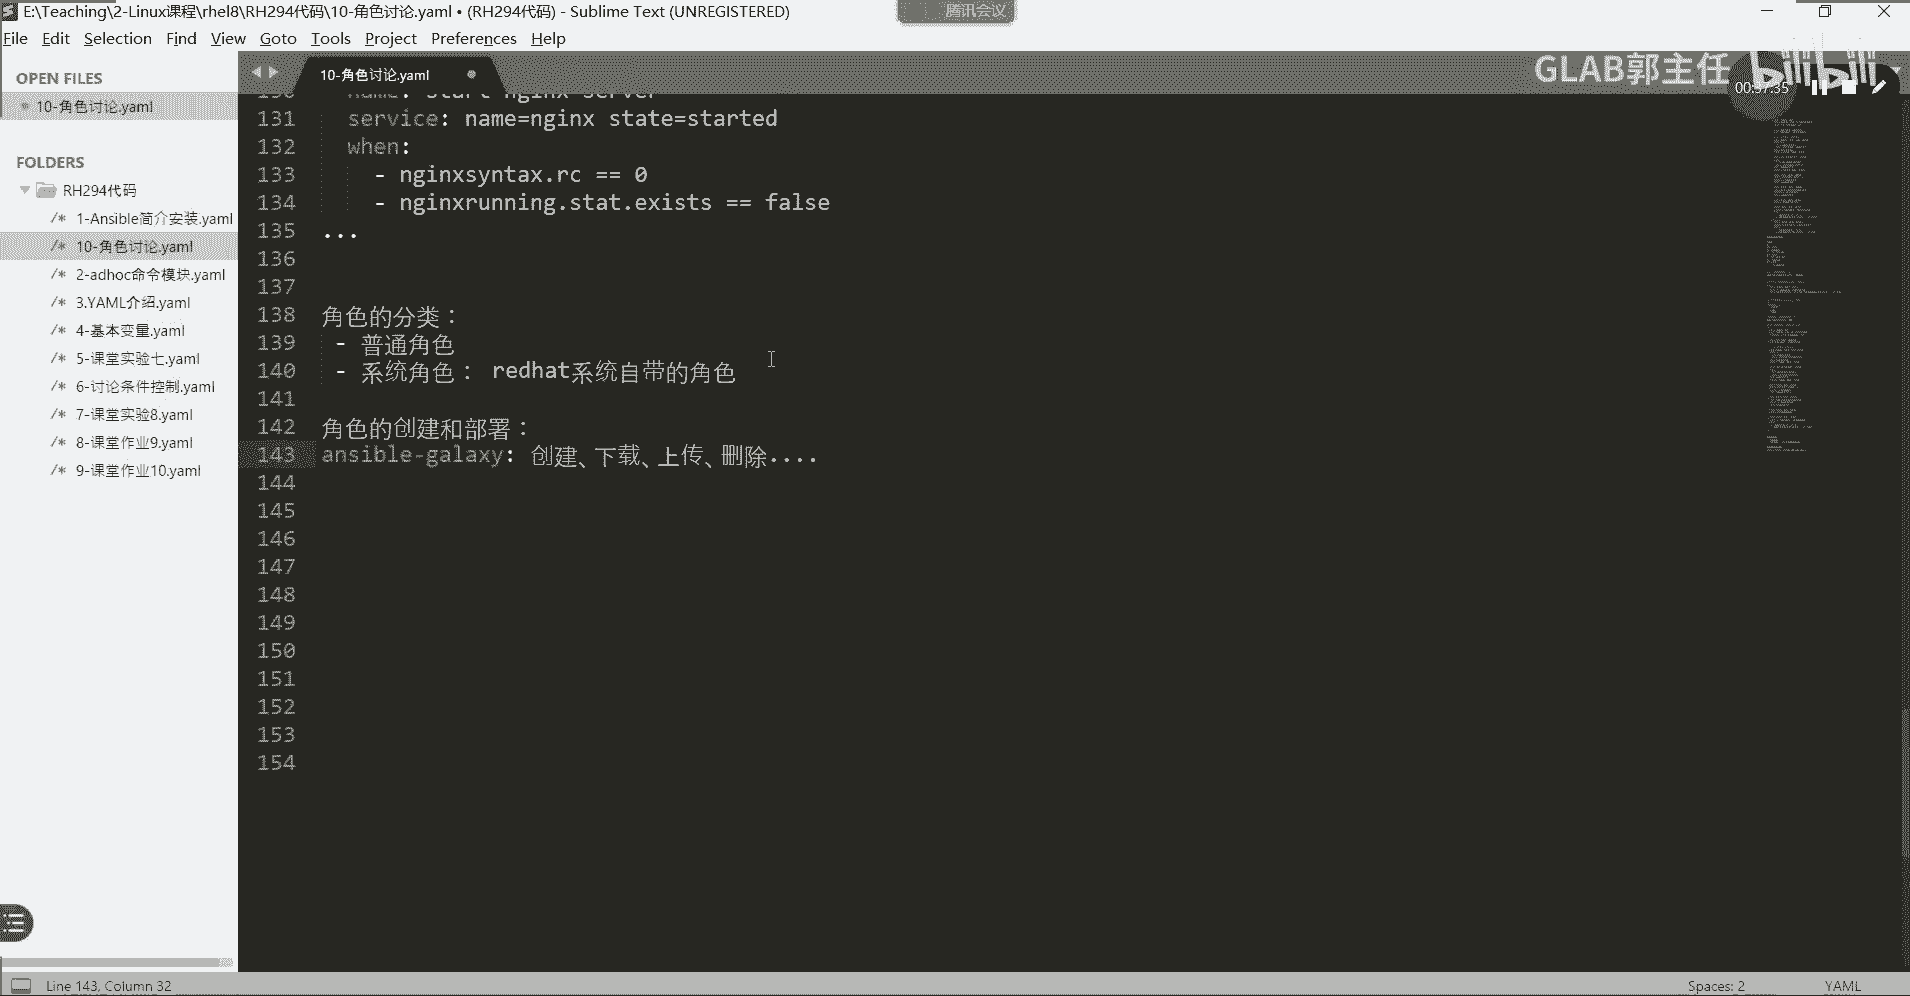 E:\Teaching\2-Linux课程\rhel8\RH294代码\10-角色讨论.yaml • (RH294代码) - Sublime Text (UNREGISTERED)
腾讯会议
File Edit Selection Find View Goto Tools Project Preferences Help
OPEN FILES
10-角色讨论.yaml
FOLDERS
RH294代码
/* 1-Ansible简介安装.yaml
/* 10-角色讨论.yaml
/* 2-adhoc命令模块.yaml
/* 3.YAML介绍.yaml
/* 4-基本变量.yaml
/* 5-课堂实验七.yaml
/* 6-讨论条件控制.yaml
/* 7-课堂实验8.yaml
/* 8-课堂作业9.yaml
/* 9-课堂作业10.yaml
10-角色讨论.yaml
GLAB郭主任 bilibili
00:37:35
130 name: start nginx server
131 service: name=nginx state=started
132 when:
133 - nginxsyntax.rc == 0
134 - nginxrunning.stat.exists == false
135 ...
136
137
138 角色的分类：
139 - 普通角色
140 - 系统角色： redhat系统自带的角色
141
142 角色的创建和部署：
143 ansible-galaxy: 创建、下载、上传、删除....
144
145
146
147
148
149
150
151
152
153
154
Line 143, Column 32
Spaces: 2
YAML